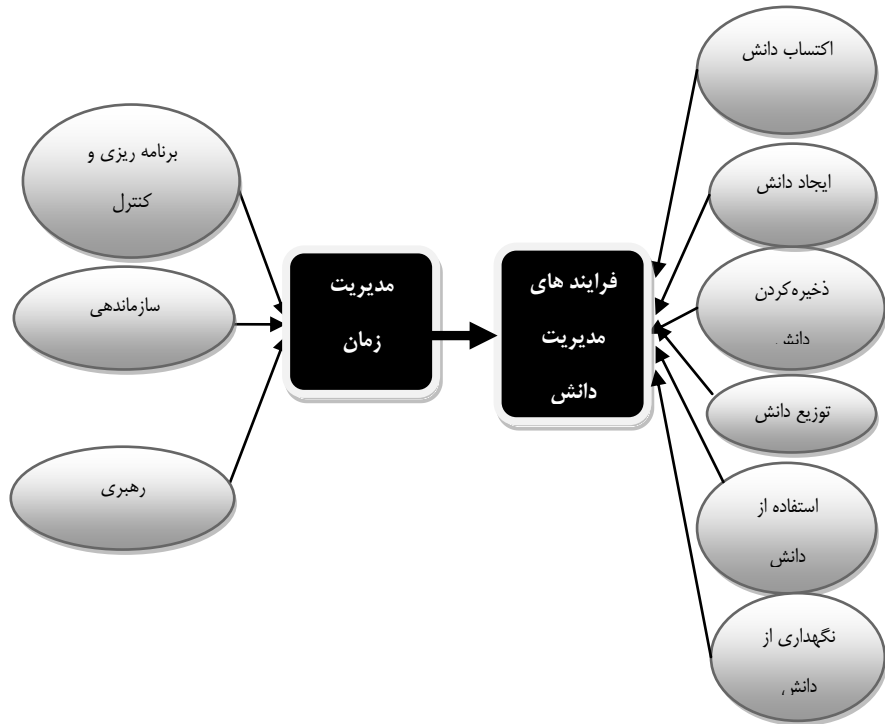 اکتساب دانش
ایجاد دانش
ذخیره‌کردن
دانش
توزیع دانش
استفاده از
دانش
نگهداری از
دانش
فرایند های
مدیریت
دانش
مدیریت
زمان
برنامه ریزی و
کنترل
سازماندهی
رهبری